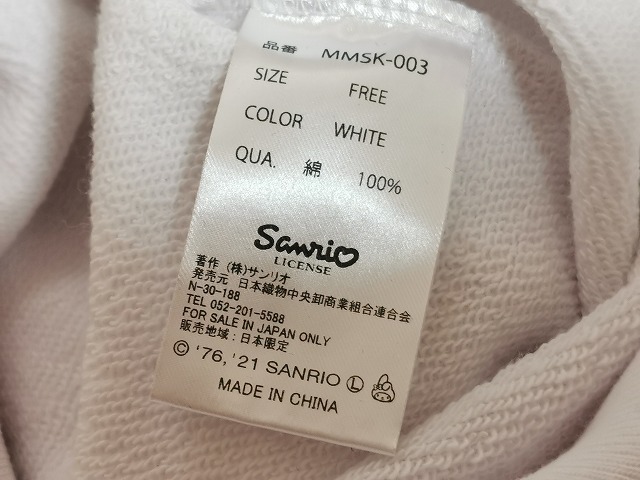 品番 MMSK-003
SIZE FREE
COLOR WHITE
QUA. 綿 100%
Sanrio
LICENSE
著作 (株)サンリオ
発売元 日本織物中央卸商業組合連合会
N-30-188
TEL 052-201-5588
FOR SALE IN JAPAN ONLY
販売地域:日本限定
© '76, '21 SANRIO Ⓛ
MADE IN CHINA